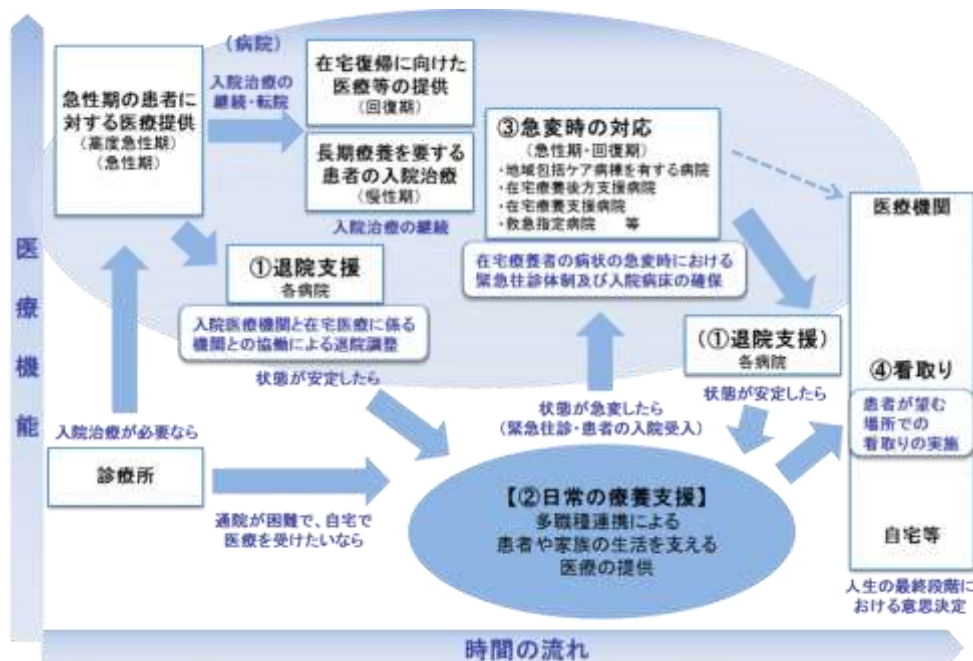 (病院)
急性期の患者に
対する医療提供
(高度急性期)
(急性期)
入院治療の
継続・転院
在宅復帰に向けた
医療等の提供
(回復期)
長期療養を要する
患者の入院治療
(慢性期)
入院治療の継続
③急変時の対応
(急性期・回復期)
・地域包括ケア病棟を有する病院
・在宅療養後方支援病院
・在宅療養支援病院
・救急指定病院 等
在宅療養者の病状の急変時における
緊急往診体制及び入院病床の確保
①退院支援
各病院
入院医療機関と在宅医療に係る
機関との協働による退院調整
状態が安定したら
(①退院支援)
各病院
状態が安定したら
状態が急変したら
(緊急往診・患者の入院受入)
医療機関
④看取り
患者が望む
場所での
看取りの実施
自宅等
人生の最終段階に
おける意思決定
入院治療が必要なら
診療所
通院が困難で、自宅で
医療を受けたいなら
【②日常の療養支援】
多職種連携による
患者や家族の生活を支える
医療の提供
医療機能
時間の流れ